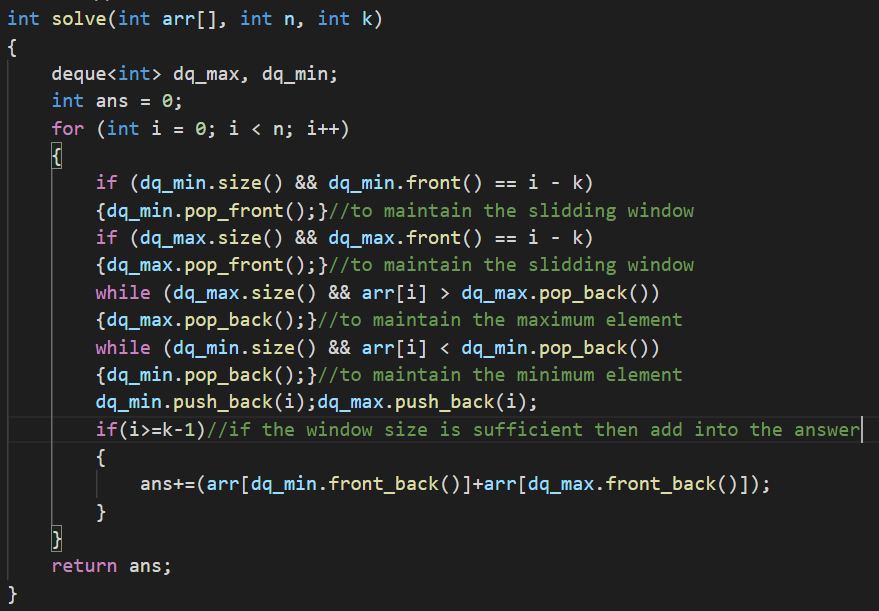 int solve(int arr[], int n, int k)
{
    deque<int> dq_max, dq_min;
    int ans = 0;
    for (int i = 0; i < n; i++)
    {
        if (dq_min.size() && dq_min.front() == i - k)
        {dq_min.pop_front();}//to maintain the slidding window
        if (dq_max.size() && dq_max.front() == i - k)
        {dq_max.pop_front();}//to maintain the slidding window
        while (dq_max.size() && arr[i] > dq_max.pop_back())
        {dq_max.pop_back();}//to maintain the maximum element
        while (dq_min.size() && arr[i] < dq_min.pop_back())
        {dq_min.pop_back();}//to maintain the minimum element
        dq_min.push_back(i);dq_max.push_back(i);
        if(i>=k-1)//if the window size is sufficient then add into the answer
        {
            ans+=(arr[dq_min.front_back()]+arr[dq_max.front_back()]);
        }
    }
    return ans;
}